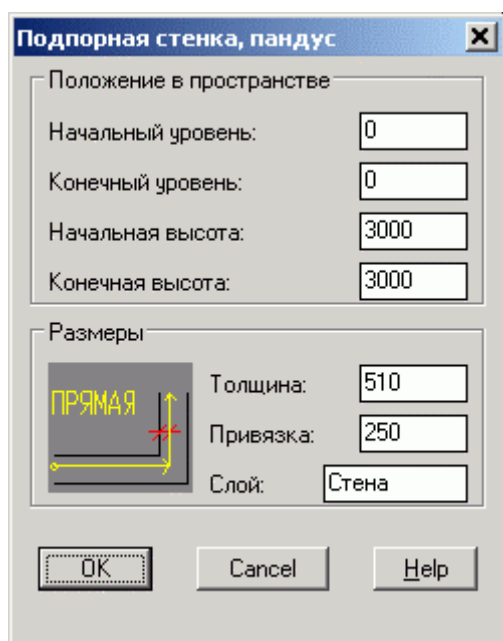 Подпорная стенка, пандус
Положение в пространстве
Начальный уровень: 0
Конечный уровень: 0
Начальная высота: 3000
Конечная высота: 3000
Размеры
ПРЯМАЯ
Толщина: 510
Привязка: 250
Слой: Стена
OK Cancel Help